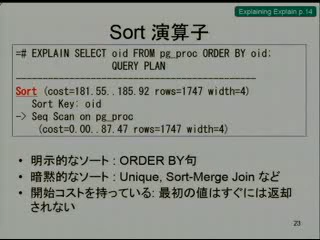 Explaining Explain p.14
Sort 演算子
=# EXPLAIN SELECT oid FROM pg_proc ORDER BY oid;
QUERY PLAN
---------------------------------------------
Sort (cost=181.55..185.92 rows=1747 width=4)
Sort Key: oid
-> Seq Scan on pg_proc
(cost=0.00..87.47 rows=1747 width=4)
• 明示的なソート : ORDER BY句
• 暗黙的なソート : Unique, Sort-Merge Join など
• 開始コストを持っている: 最初の値はすぐには返却
されない
23